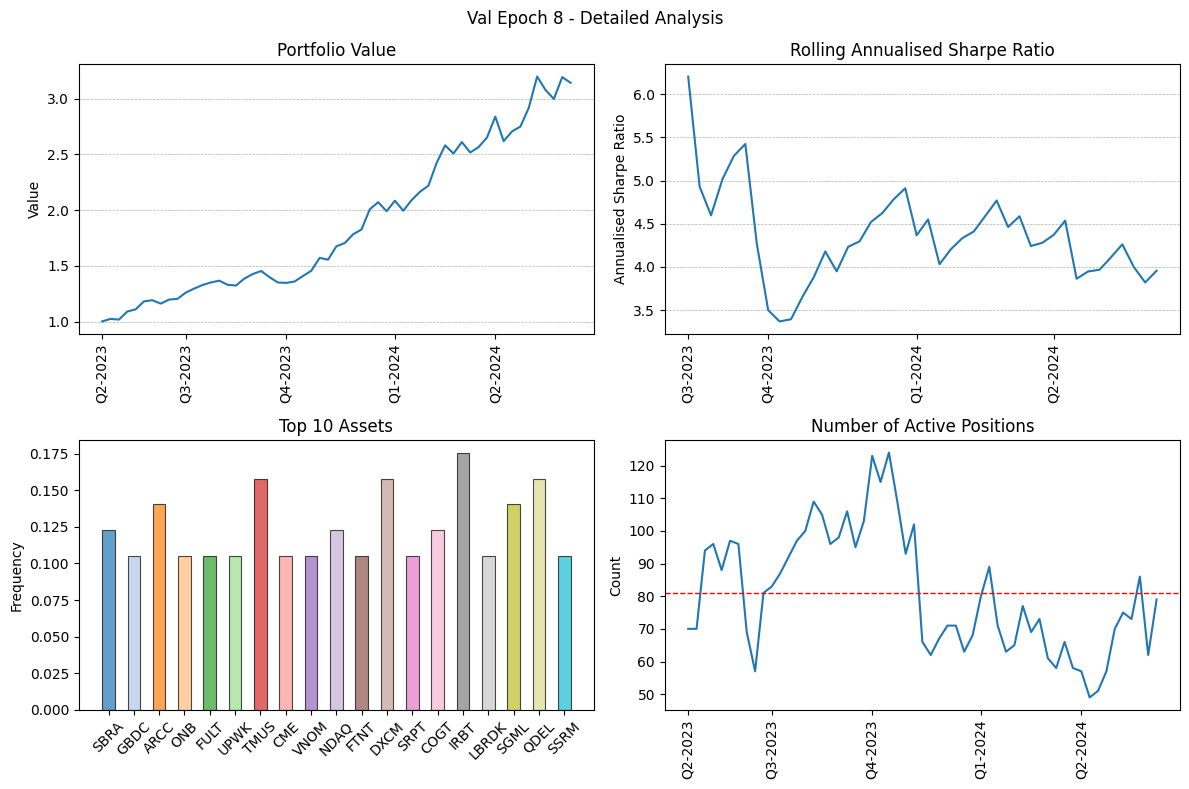 Val Epoch 8 - Detailed Analysis
Portfolio Value
Value
3.0
2.5
2.0
1.5
1.0
Q2-2023
Q3-2023
Q4-2023
Q1-2024
Q2-2024
Rolling Annualised Sharpe Ratio
Annualised Sharpe Ratio
6.0
5.5
5.0
4.5
4.0
3.5
Q3-2023
Q4-2023
Q1-2024
Q2-2024
Top 10 Assets
Frequency
0.175
0.150
0.125
0.100
0.075
0.050
0.025
0.000
SBRA
GBDC
ARCC
ONB
FULT
UPWK
TMUS
CME
VNOM
NDAQ
FTNT
DXCM
SRPT
COGT
IRBT
LBRDK
SGML
QDEL
SSRM
Number of Active Positions
Count
120
110
100
90
80
70
60
50
Q2-2023
Q3-2023
Q4-2023
Q1-2024
Q2-2024